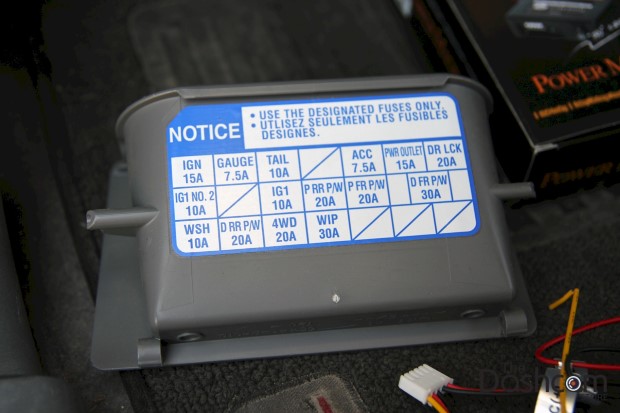 POWER M
NOTICE
• USE THE DESIGNATED FUSES ONLY.
• UTLISEZ SEULEMENT LES FUSIBLES
DESIGNES.
IGN 15A GAUGE 7.5A TAIL 10A ACC 7.5A PWR OUTLET 15A DR LCK 20A
IG1 NO. 2 10A IG1 10A P RR P/W 20A P FR P/W 20A D FR P/W 30A
WSH 10A D RR P/W 20A 4WD 20A WIP 30A